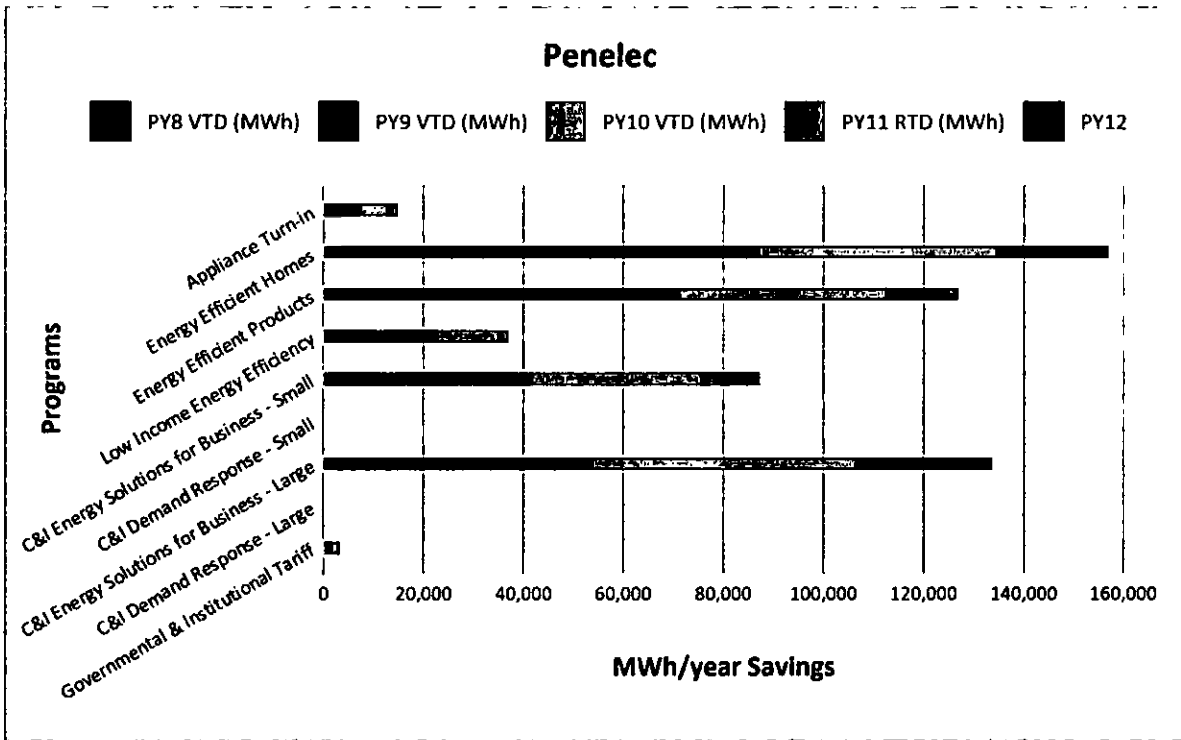 Penelec
PY8 VTD (MWh) PY9 VTD (MWh) PY10 VTD (MWh) PY11 RTD (MWh) PY12
Programs
Appliance Turn-in
Energy Efficient Homes
Energy Efficient Products
Low Income Energy Efficiency
C&I Energy Solutions for Business - Small
C&I Demand Response - Small
C&I Energy Solutions for Business - Large
C&I Demand Response - Large
Governmental & Institutional Tariff
0 20,000 40,000 60,000 80,000 100,000 120,000 140,000 160,000
MWh/year Savings